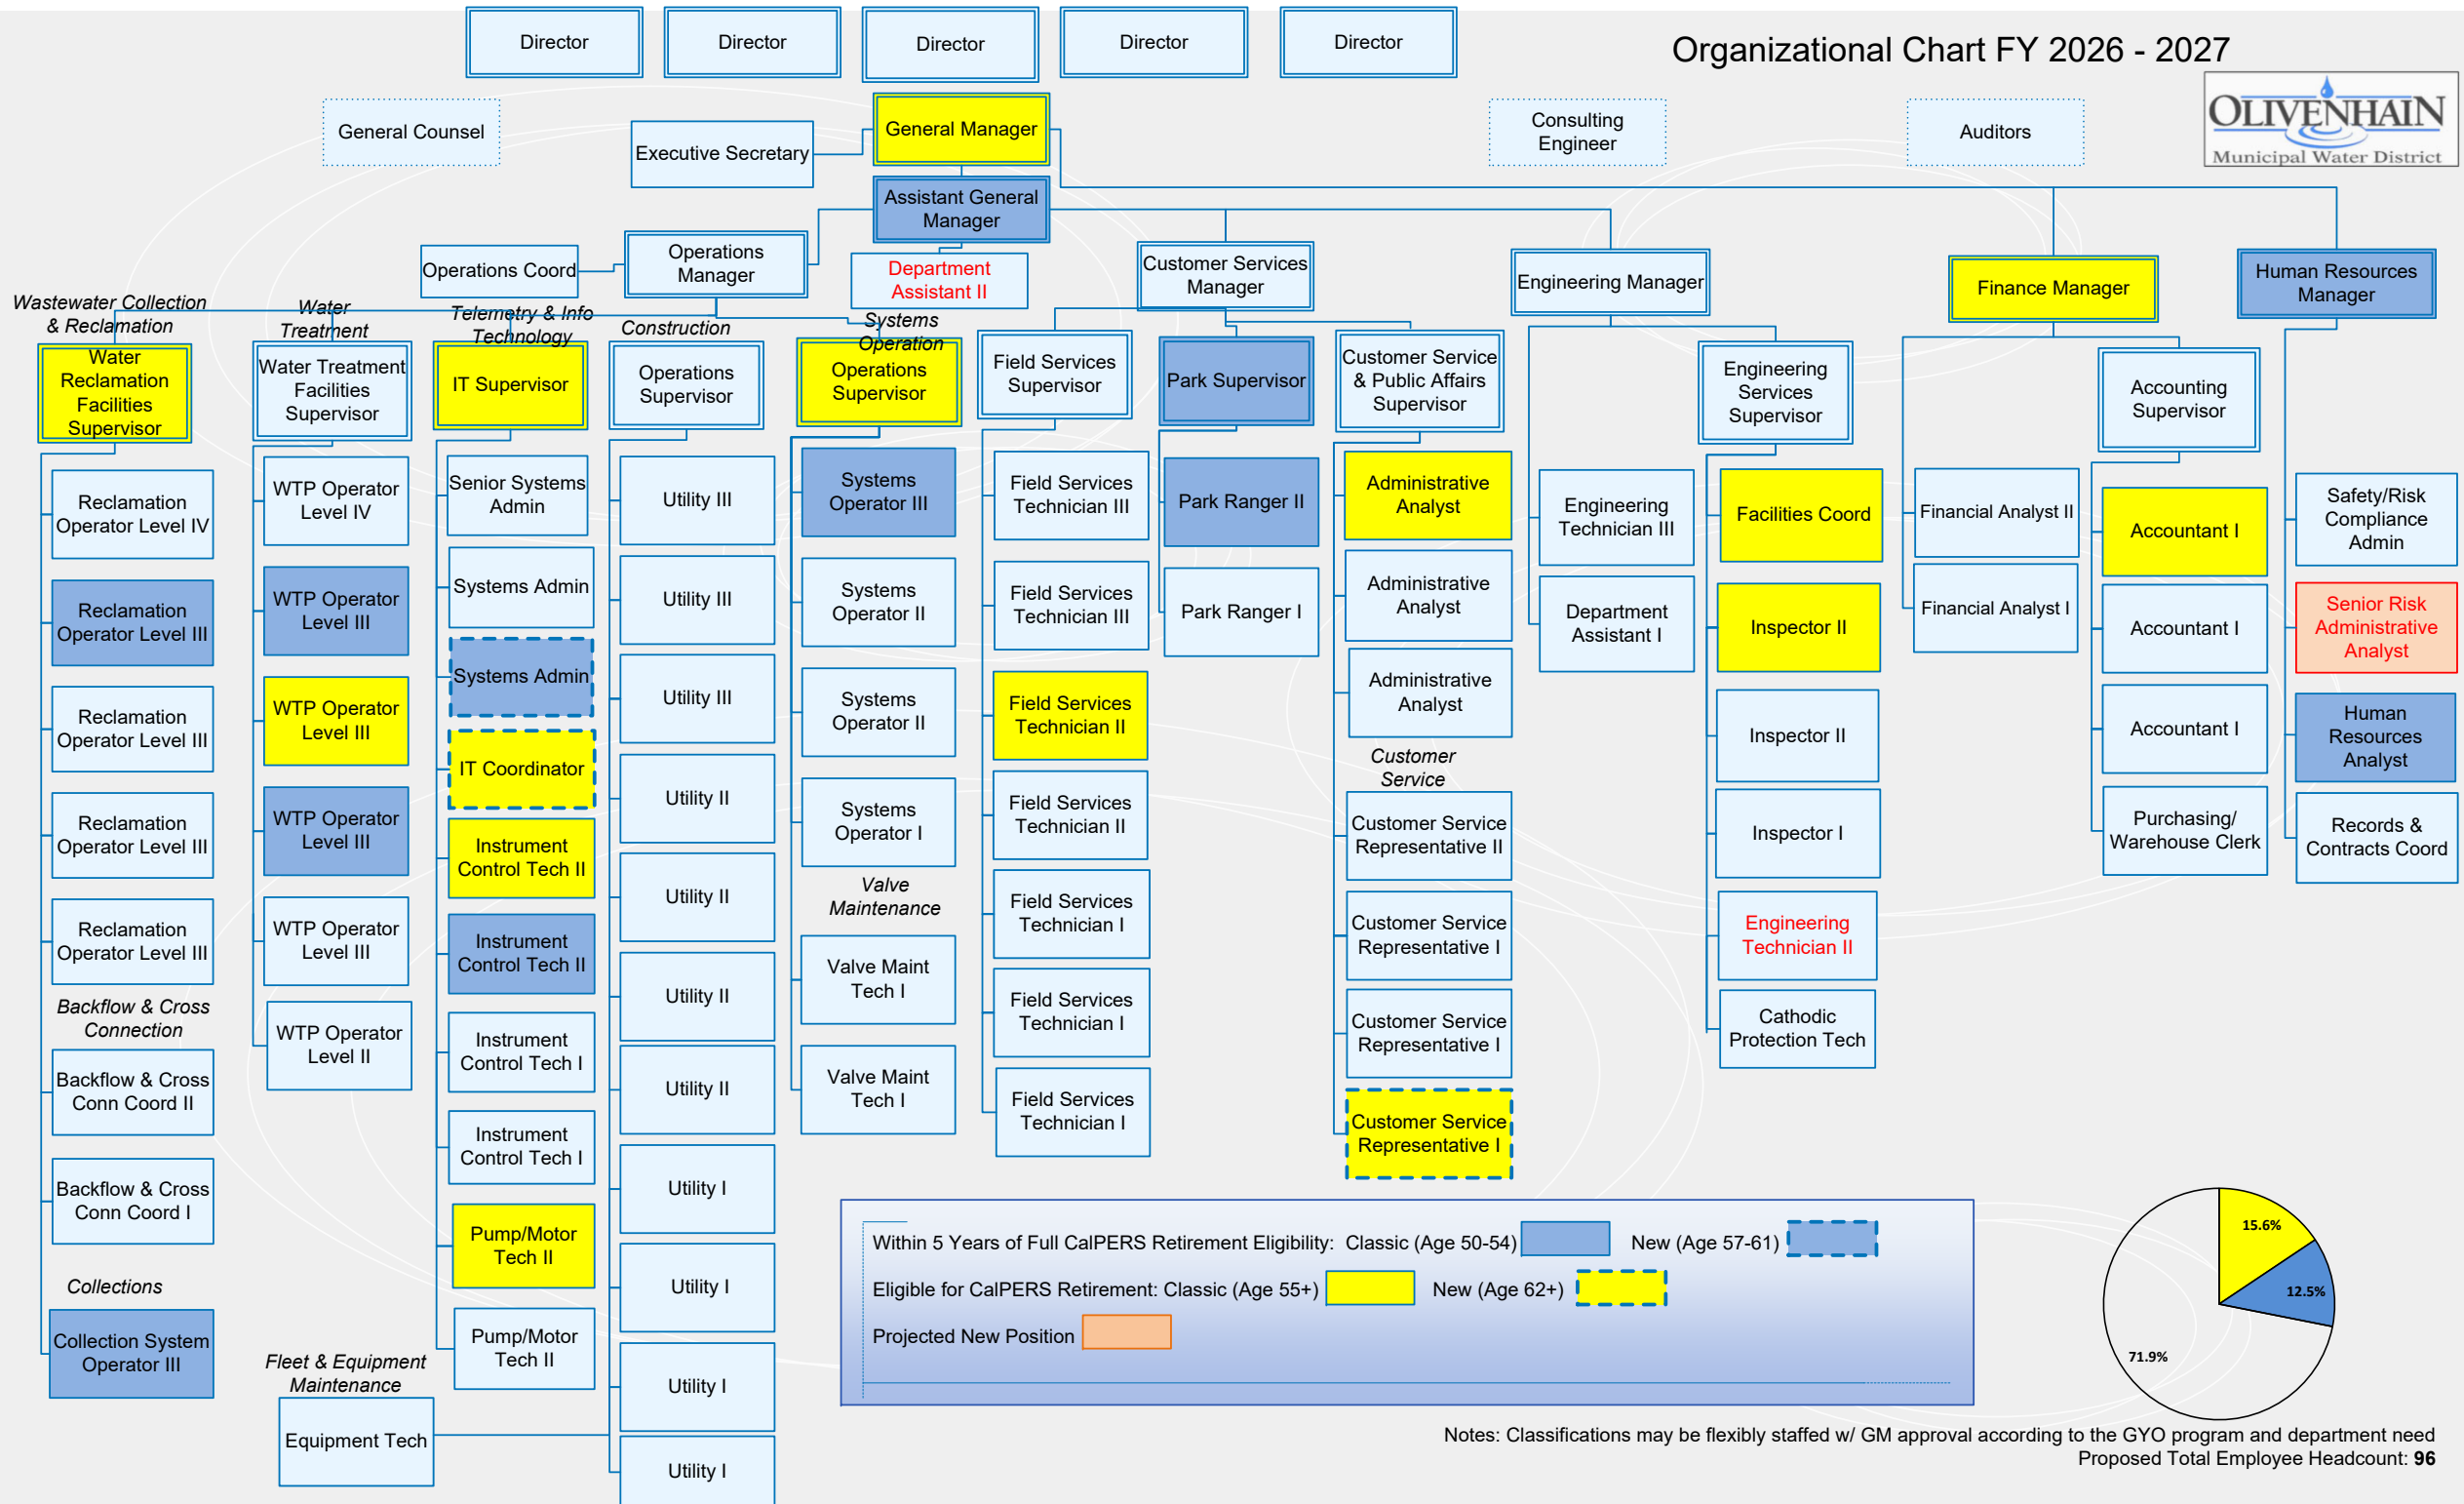 Director
Director
Director
Director
Director
Organizational Chart FY 2026 - 2027
OLIVENHAIN
Municipal Water District
General Counsel
Executive Secretary
General Manager
Consulting
Engineer
Auditors
Assistant General
Manager
Operations Coord
Operations
Manager
Department
Assistant II
Customer Services
Manager
Engineering Manager
Finance Manager
Human Resources
Manager
Wastewater Collection
& Reclamation
Water
Reclamation
Facilities
Supervisor
Reclamation
Operator Level IV
Reclamation
Operator Level III
Reclamation
Operator Level III
Reclamation
Operator Level III
Reclamation
Operator Level III
Backflow & Cross
Connection
Backflow & Cross
Conn Coord II
Backflow & Cross
Conn Coord I
Collections
Collection System
Operator III
Water
Treatment
Water Treatment
Facilities
Supervisor
WTP Operator
Level IV
WTP Operator
Level III
WTP Operator
Level III
WTP Operator
Level III
WTP Operator
Level III
WTP Operator
Level II
Fleet & Equipment
Maintenance
Equipment Tech
Telemetry & Info
Technology
IT Supervisor
Senior Systems
Admin
Systems Admin
Systems Admin
IT Coordinator
Instrument
Control Tech II
Instrument
Control Tech II
Instrument
Control Tech I
Instrument
Control Tech I
Pump/Motor
Tech II
Pump/Motor
Tech II
Construction
Operations
Supervisor
Utility III
Utility III
Utility III
Utility II
Utility II
Utility II
Utility II
Utility I
Utility I
Utility I
Utility I
Systems
Operation
Operations
Supervisor
Systems
Operator III
Systems
Operator II
Systems
Operator II
Systems
Operator I
Valve
Maintenance
Valve Maint
Tech I
Valve Maint
Tech I
Field Services
Supervisor
Field Services
Technician III
Field Services
Technician III
Field Services
Technician II
Field Services
Technician II
Field Services
Technician I
Field Services
Technician I
Field Services
Technician I
Park Supervisor
Park Ranger II
Park Ranger I
Customer Service
& Public Affairs
Supervisor
Administrative
Analyst
Administrative
Analyst
Administrative
Analyst
Customer
Service
Customer Service
Representative II
Customer Service
Representative I
Customer Service
Representative I
Customer Service
Representative I
Engineering
Technician III
Department
Assistant I
Engineering
Services
Supervisor
Facilities Coord
Inspector II
Inspector II
Inspector I
Engineering
Technician II
Cathodic
Protection Tech
Financial Analyst II
Financial Analyst I
Accounting
Supervisor
Accountant I
Accountant I
Accountant I
Purchasing/
Warehouse Clerk
Safety/Risk
Compliance
Admin
Senior Risk
Administrative
Analyst
Human
Resources
Analyst
Records &
Contracts Coord
Within 5 Years of Full CalPERS Retirement Eligibility: Classic (Age 50-54) New (Age 57-61)
Eligible for CalPERS Retirement: Classic (Age 55+) New (Age 62+)
Projected New Position
15.6%
12.5%
71.9%
Notes: Classifications may be flexibly staffed w/ GM approval according to the GYO program and department need
Proposed Total Employee Headcount: 96